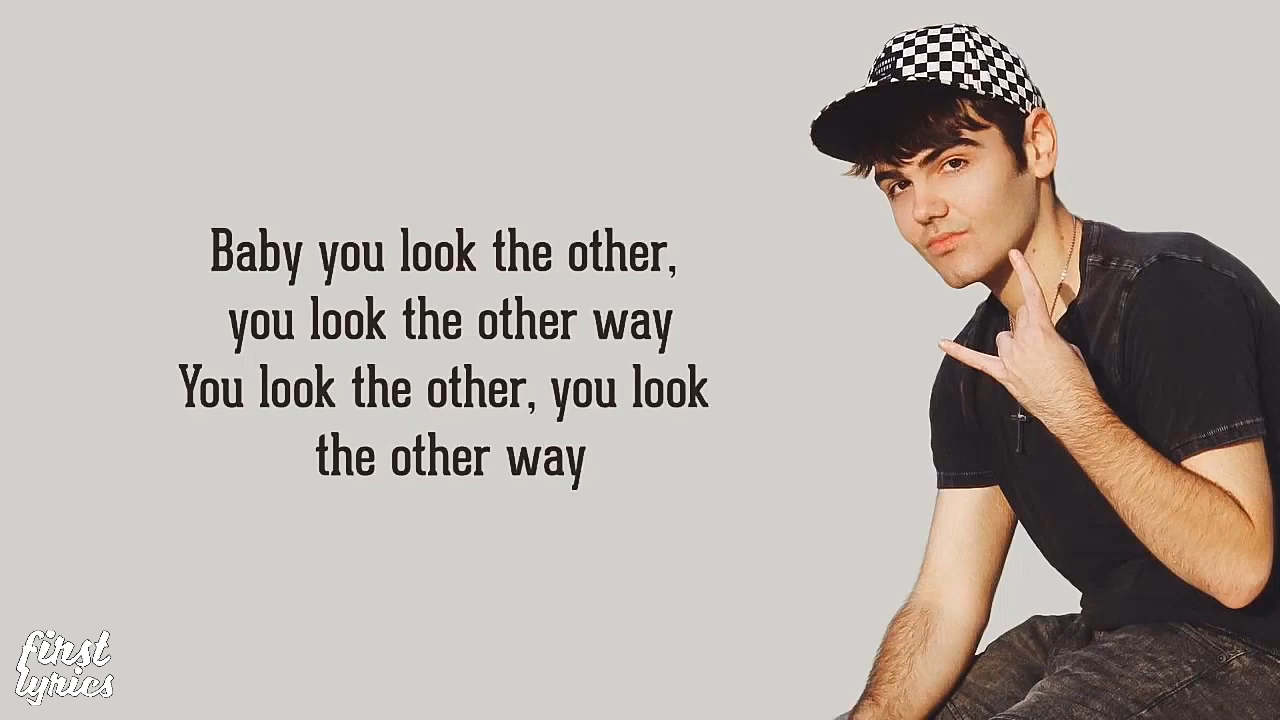 Baby you look the other,
you look the other way
You look the other, you look
the other way
first
lyrics